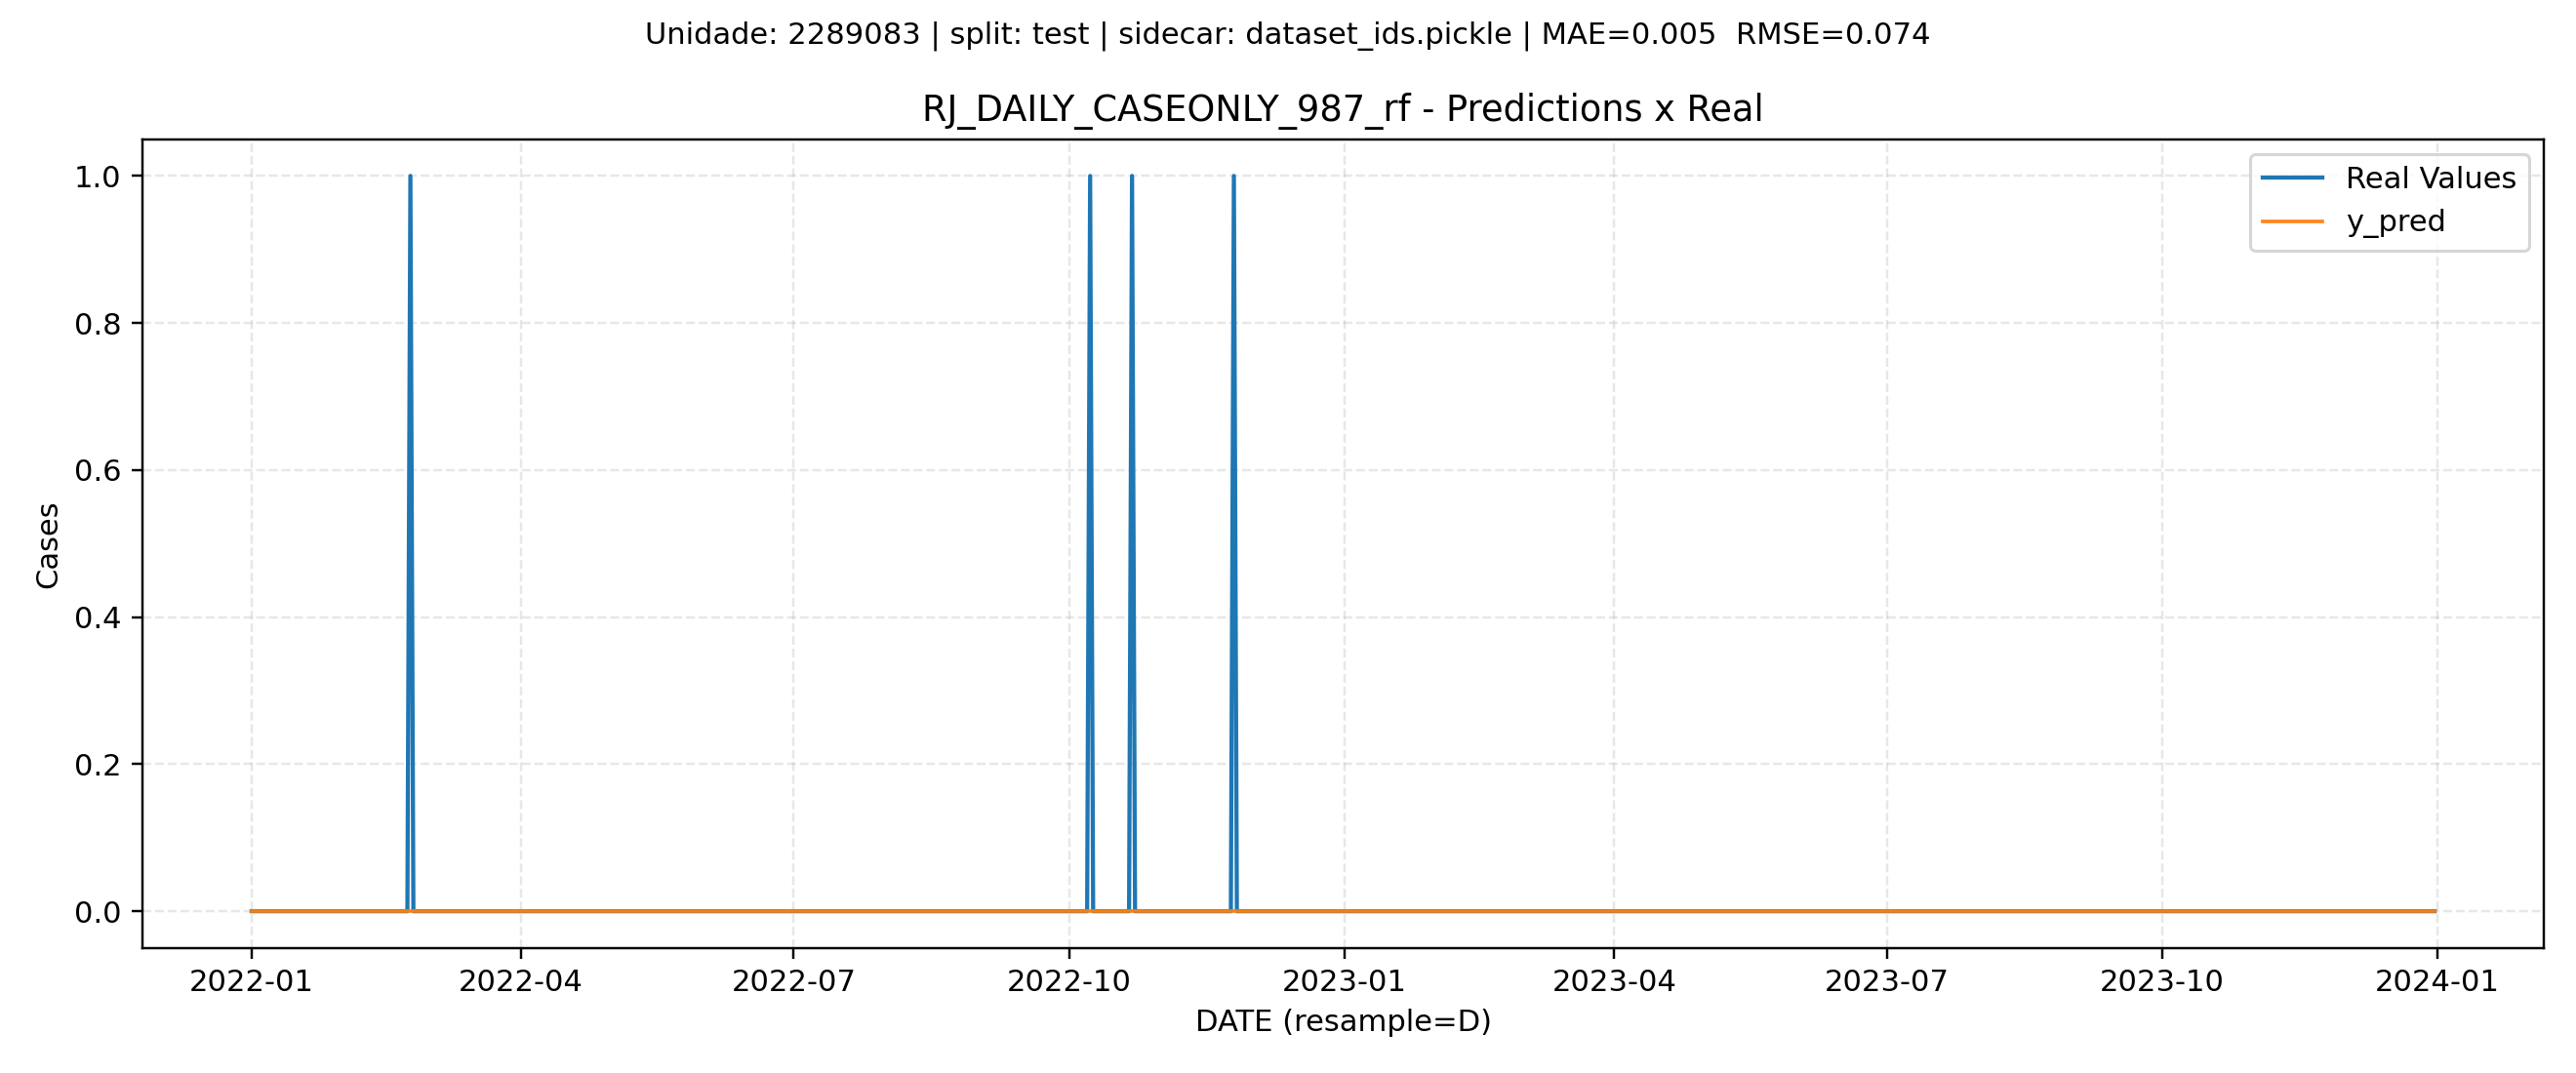 Unidade: 2289083 | split: test | sidecar: dataset_ids.pickle | MAE=0.005  RMSE=0.074
RJ_DAILY_CASEONLY_987_rf - Predictions x Real
Real Values
y_pred
1.0
0.8
0.6
0.4
0.2
0.0
Cases
2022-01
2022-04
2022-07
2022-10
2023-01
2023-04
2023-07
2023-10
2024-01
DATE (resample=D)